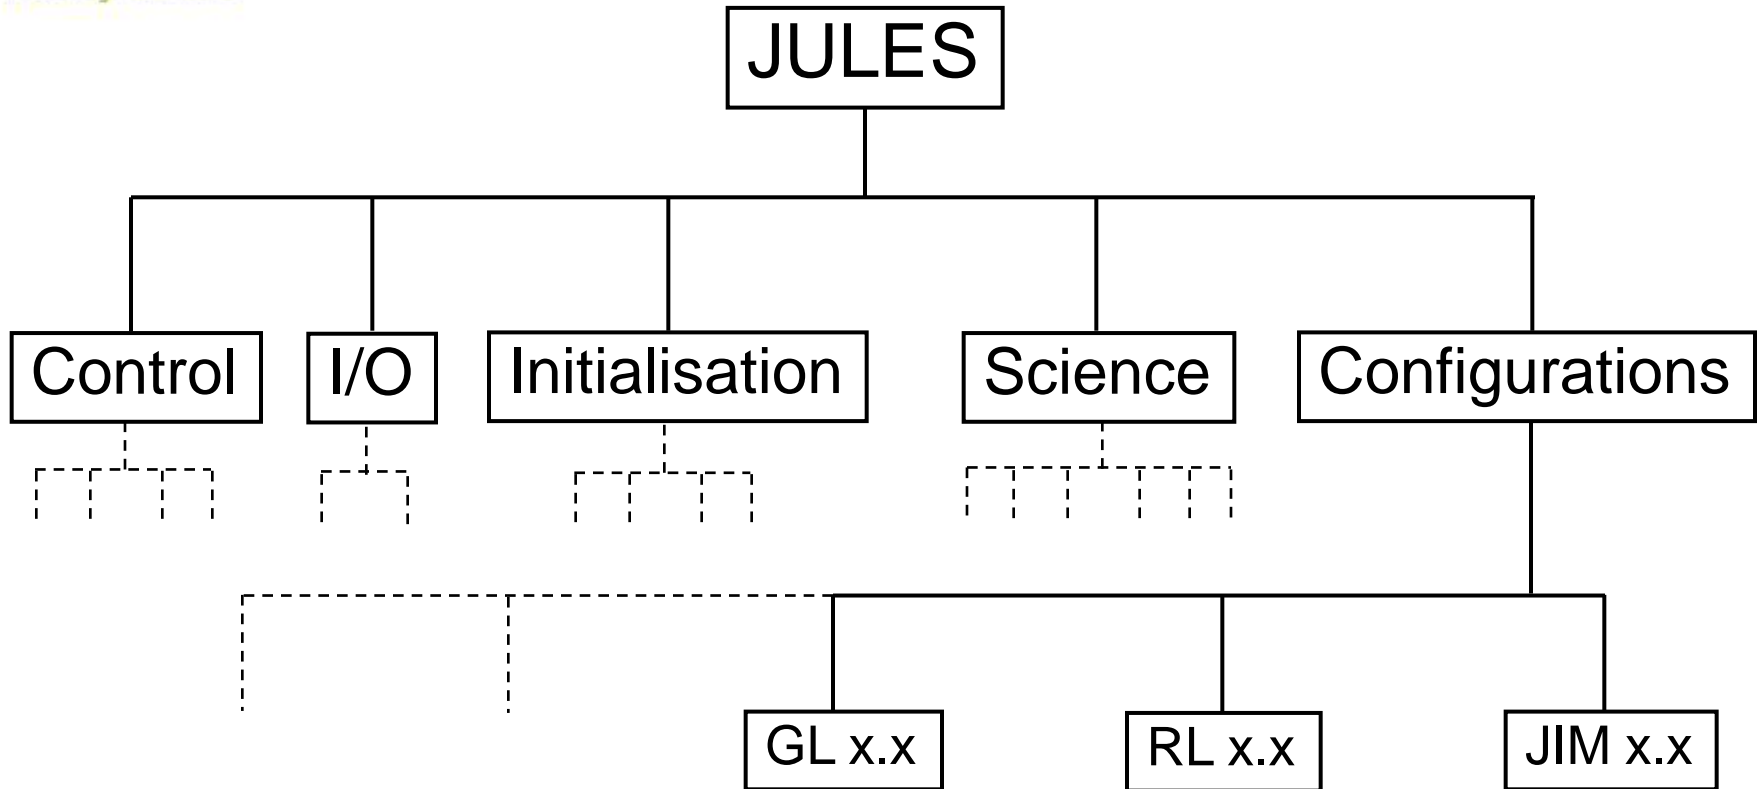 JULES
Control
I/O
Initialisation
Science
Configurations
GL x.x
RL x.x
JIM x.x